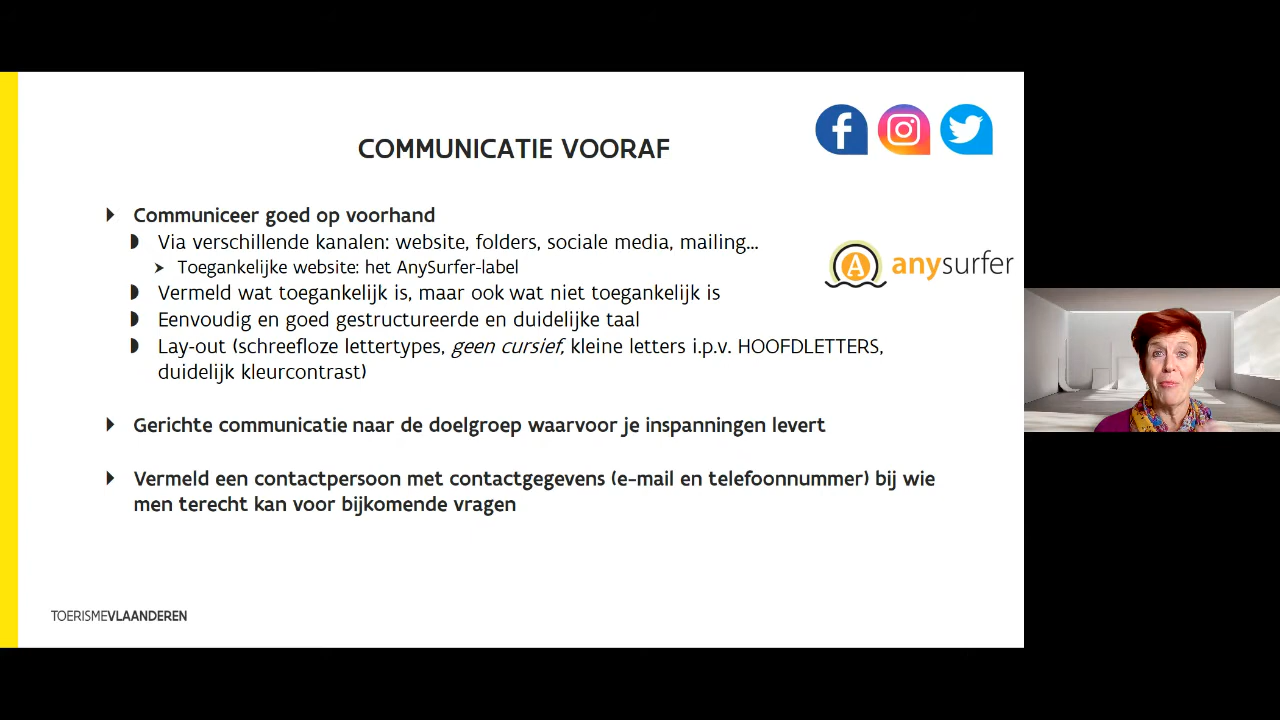 COMMUNICATIE VOORAF
Communiceer goed op voorhand
Via verschillende kanalen: website, folders, sociale media, mailing...
Toegankelijke website: het AnySurfer-label
Vermeld wat toegankelijk is, maar ook wat niet toegankelijk is
Eenvoudig en goed gestructureerde en duidelijke taal
Lay-out (schreefloze lettertypes, geen cursief, kleine letters i.p.v. HOOFDLETTERS,
duidelijk kleurcontrast)
anysurfer
Gerichte communicatie naar de doelgroep waarvoor je inspanningen levert
Vermeld een contactpersoon met contactgegevens (e-mail en telefoonnummer) bij wie
men terecht kan voor bijkomende vragen
TOERISMEVLAANDEREN